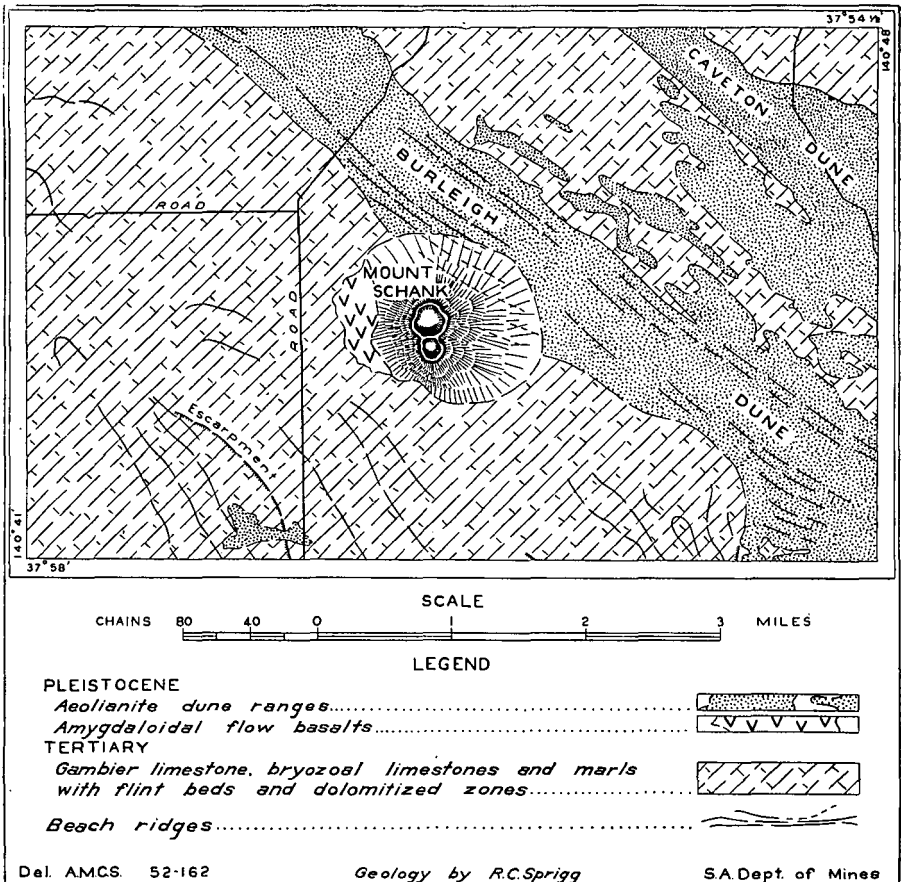 37°54½'
140°48'
CAVETON DUNE
BURLEIGH DUNE
ROAD
MOUNT
SCHANK
ROAD
Escarpment
140°41'
37°58'
SCALE
CHAINS 80 40 0 1 2 3 MILES
LEGEND
PLEISTOCENE
Aeolianite dune ranges
Amygdaloidal flow basalts
TERTIARY
Gambier limestone, bryozoal limestones and marls
with flint beds and dolomitized zones
Beach ridges
Del. A.M.C.S. 52-162 Geology by R.C.Sprigg S.A.Dept. of Mines